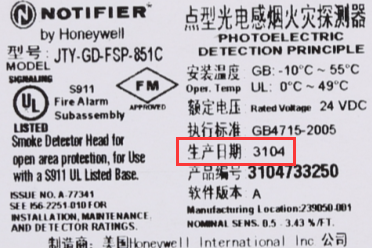 NOTIFIER®
by Honeywell
型号: JTY-GD-FSP-851C
MODEL
SIGNALING
UL
®
LISTED
S911
Fire Alarm
Subassembly
FM
APPROVED
Smoke Detector Head for
open area protection, for Use
with a S911 UL Listed Base.
ISSUE NO. A-77341
SEE I56-2251-010 FOR
INSTALLATION, MAINTENANCE,
AND DETECTOR RATINGS.
点型光电感烟火灾探测器
PHOTOELECTRIC
DETECTION PRINCIPLE
安装温度 GB: -10°C ~ 55°C
Oper. Temp UL: 0°C ~ 49°C
额定电压 Rated Voltage 24 VDC
执行标准 GB4715-2005
生产日期 3104
产品编号 3104733250
软件版本 A
Manufacturing Location:239050-001
NOMINAL SENS. 0.5 - 3.43 %/FT.
制造商: 美国Honeywell International Inc 公司